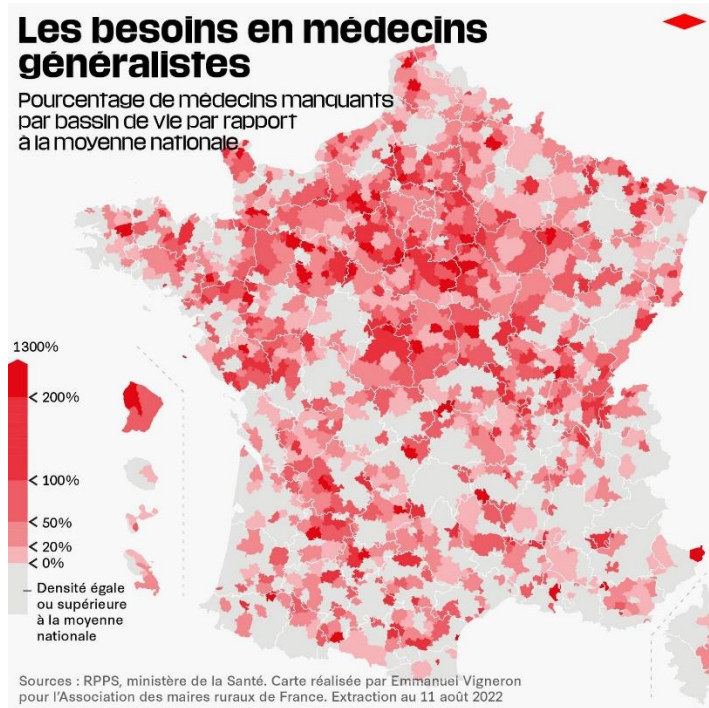 Les besoins en médecins
généralistes
Pourcentage de médecins manquants
par bassin de vie par rapport
à la moyenne nationale
1300%
< 200%
< 100%
< 50%
< 20%
< 0%
Densité égale
ou supérieure
à la moyenne
nationale
Sources : RPPS, ministère de la Santé. Carte réalisée par Emmanuel Vigneron
pour l'Association des maires ruraux de France. Extraction au 11 août 2022